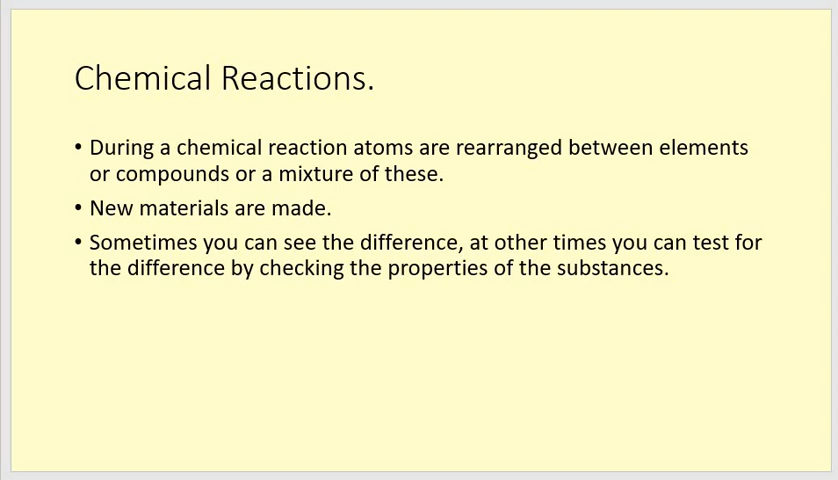 Chemical Reactions.
• During a chemical reaction atoms are rearranged between elements
or compounds or a mixture of these.
• New materials are made.
• Sometimes you can see the difference, at other times you can test for
the difference by checking the properties of the substances.